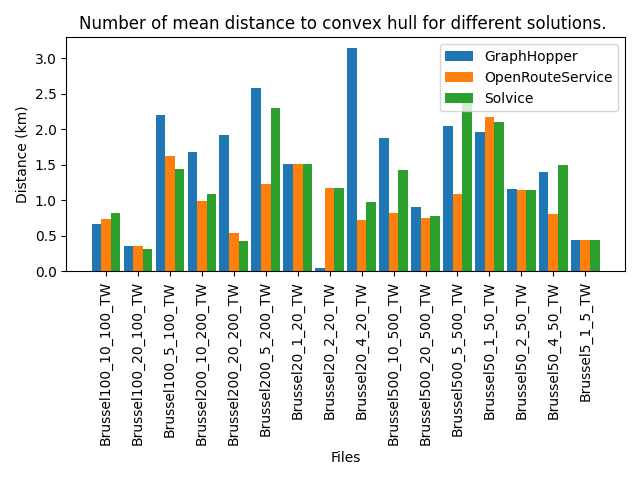 Number of mean distance to convex hull for different solutions.
GraphHopper
OpenRouteService
Solvice
Distance (km)
3.0
2.5
2.0
1.5
1.0
0.5
0.0
Brussel100_10_100_TW
Brussel100_20_100_TW
Brussel100_5_100_TW
Brussel200_10_200_TW
Brussel200_20_200_TW
Brussel200_5_200_TW
Brussel20_1_20_TW
Brussel20_2_20_TW
Brussel20_4_20_TW
Brussel500_10_500_TW
Brussel500_20_500_TW
Brussel500_5_500_TW
Brussel50_1_50_TW
Brussel50_2_50_TW
Brussel50_4_50_TW
Brussel5_1_5_TW
Files